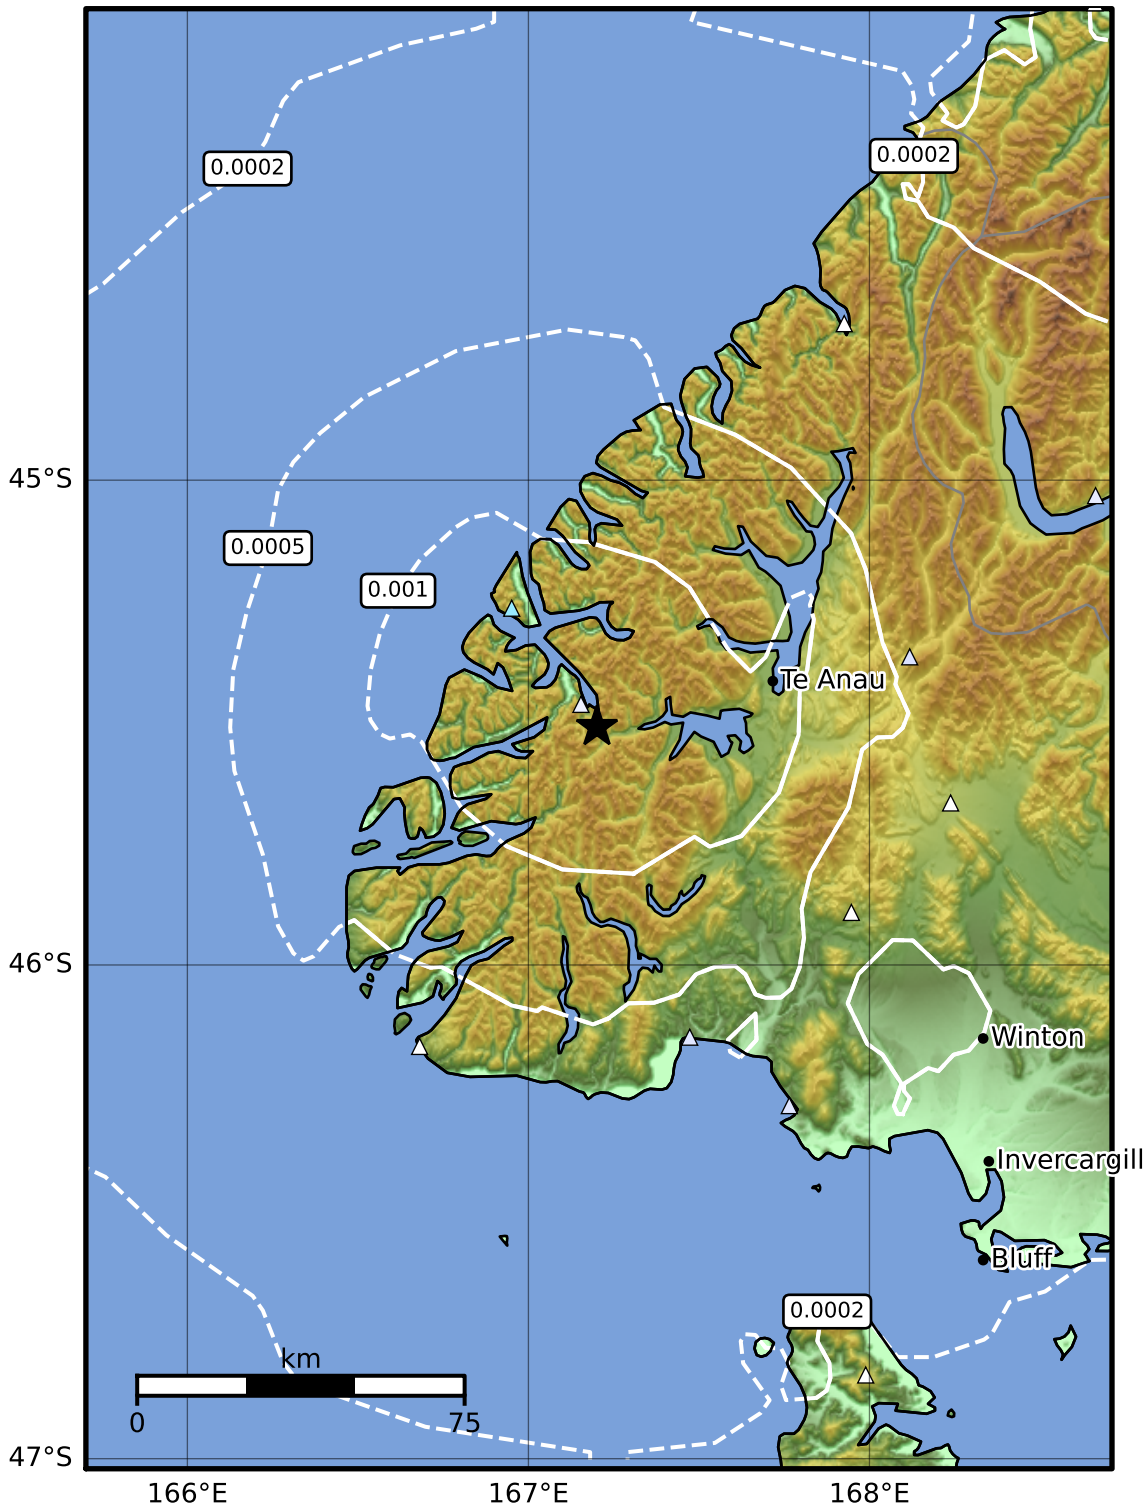 0.0002
0.0002
45°S
0.0005
0.001
Te Anau
46°S
Winton
Invercargill
Bluff
0.0002
km
0
75
47°S
166°E
167°E
168°E